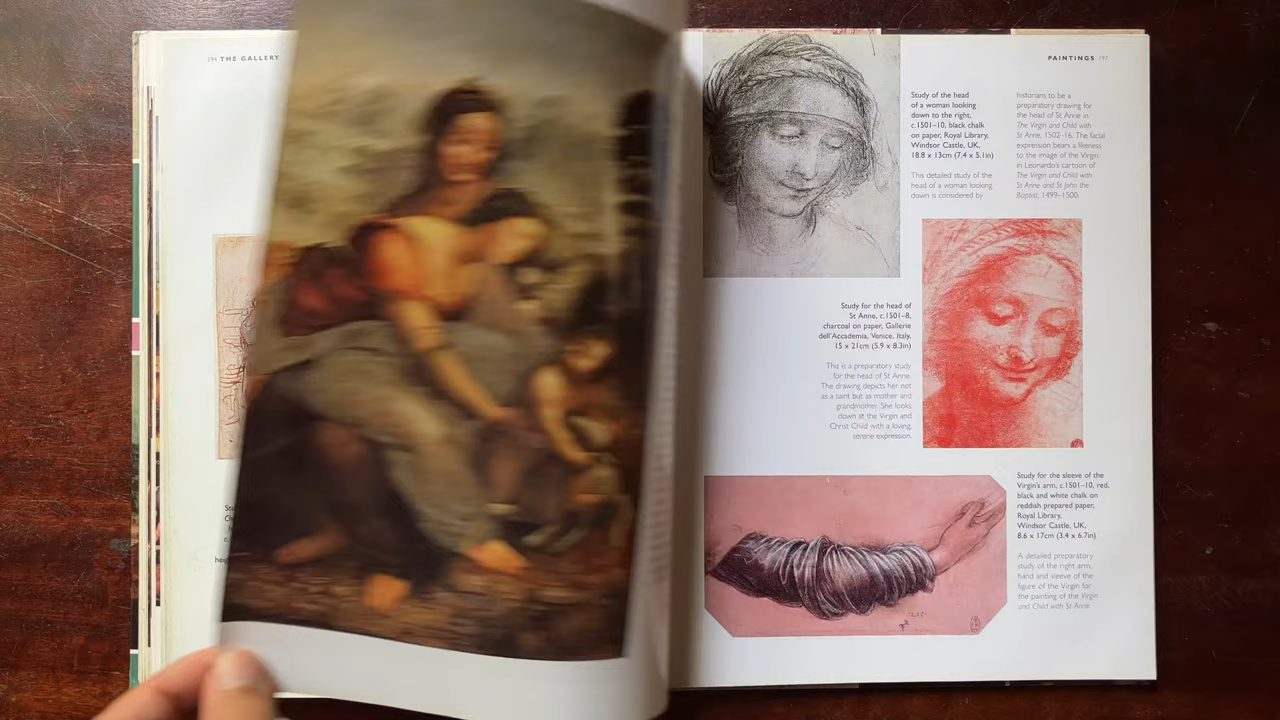 THE GALLERY
PAINTINGS 197
Study of the head
of a woman looking
down to the right,
c.1501–10, black chalk
on paper, Royal Library,
Windsor Castle, UK,
18.8 x 13cm (7.4 x 5.1in)
This detailed study of the
head of a woman looking
down is considered by
historians to be a
preparatory drawing for
the head of St Anne in
The Virgin and Child with
St Anne, 1502–16. The facial
expression bears a likeness
to the image of the Virgin
in Leonardo's cartoon of
The Virgin and Child with
St Anne and St John the
Baptist, 1499–1500.
Study for the head of
St Anne, c.1501–8,
charcoal on paper, Gallerie
dell'Accademia, Venice, Italy,
15 x 21cm (5.9 x 8.3in)
This is a preparatory study
for the head of St Anne.
The drawing depicts her not
as a saint but as mother and
grandmother. She looks
down at the Virgin and
Christ Child with a loving,
serene expression.
Study for the sleeve of the
Virgin's arm, c.1501–10, red,
black and white chalk on
reddish prepared paper,
Royal Library,
Windsor Castle, UK,
8.6 x 17cm (3.4 x 6.7in)
A detailed preparatory
study of the right arm,
hand and sleeve of the
figure of the Virgin for
the painting of the Virgin
and Child with St Anne.